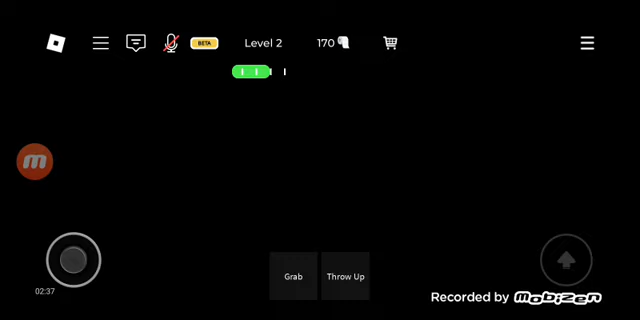 BETA
Level 2
170
m
Grab
Throw Up
02:37
Recorded by mobizen